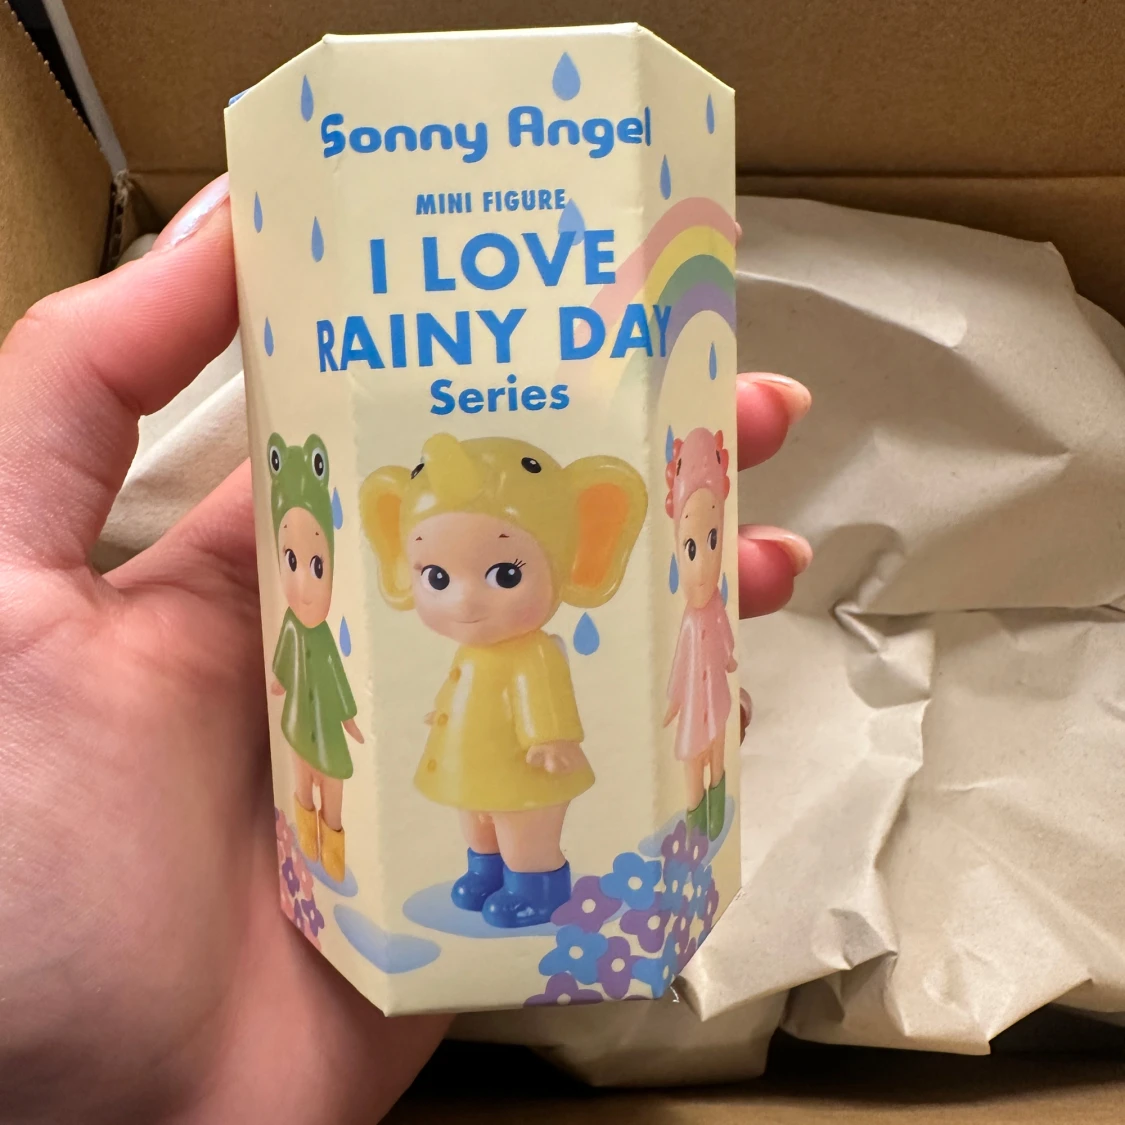 Sonny Angel
MINI FIGURE
I LOVE
RAINY DAY
Series